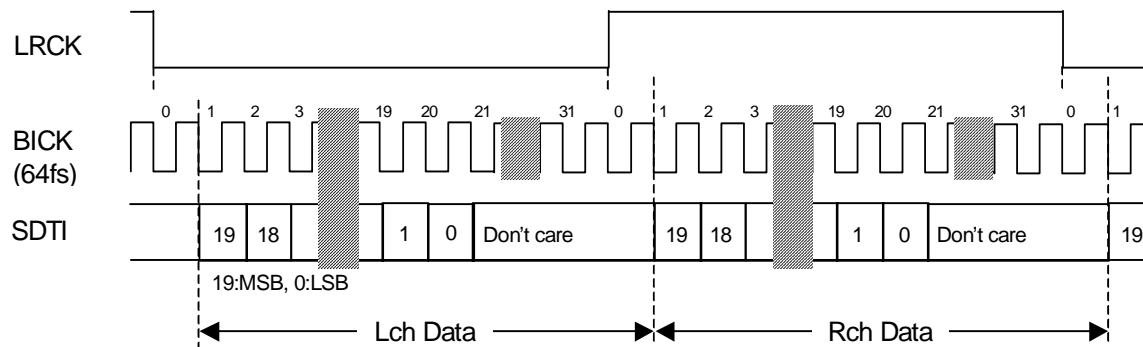 LRCK
0 1 2 3 19 20 21 31 0 1 2 3 19 20 21 31 0 1
BICK
(64fs)
SDTI 19 18 1 0 Don't care 19 18 1 0 Don't care 19
19:MSB, 0:LSB
Lch Data Rch Data